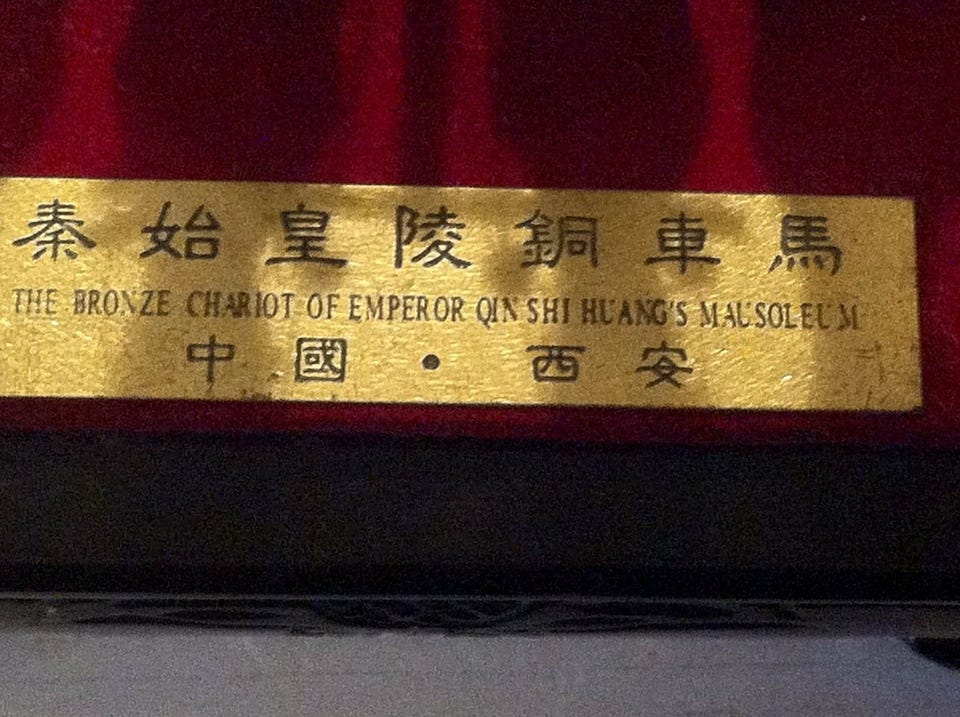 秦始皇陵銅車馬
THE BRONZE CHARIOT OF EMPEROR QIN SHI HUANG'S MAUSOLEUM
中國·西安